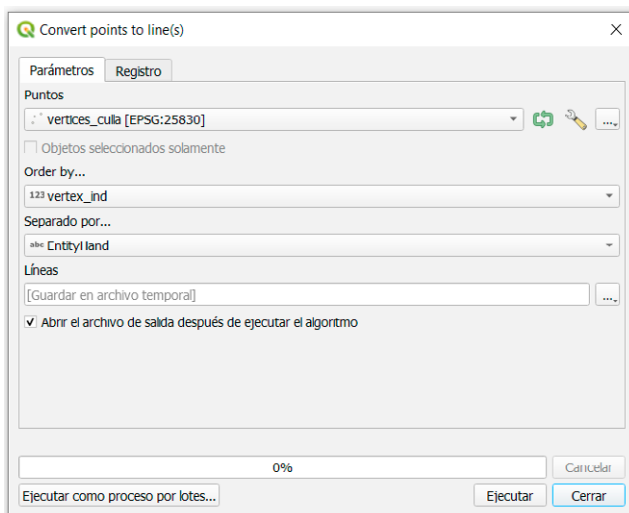 Convert points to line(s)
Parámetros Registro
Puntos
vertices_culla [EPSG:25830]
...
Objetos seleccionados solamente
Order by...
123 vertex_ind
Separado por...
abc EntityHand
Líneas
[Guardar en archivo temporal]
...
Abrir el archivo de salida después de ejecutar el algoritmo
0%
Cancelar
Ejecutar como proceso por lotes...
Ejecutar
Cerrar